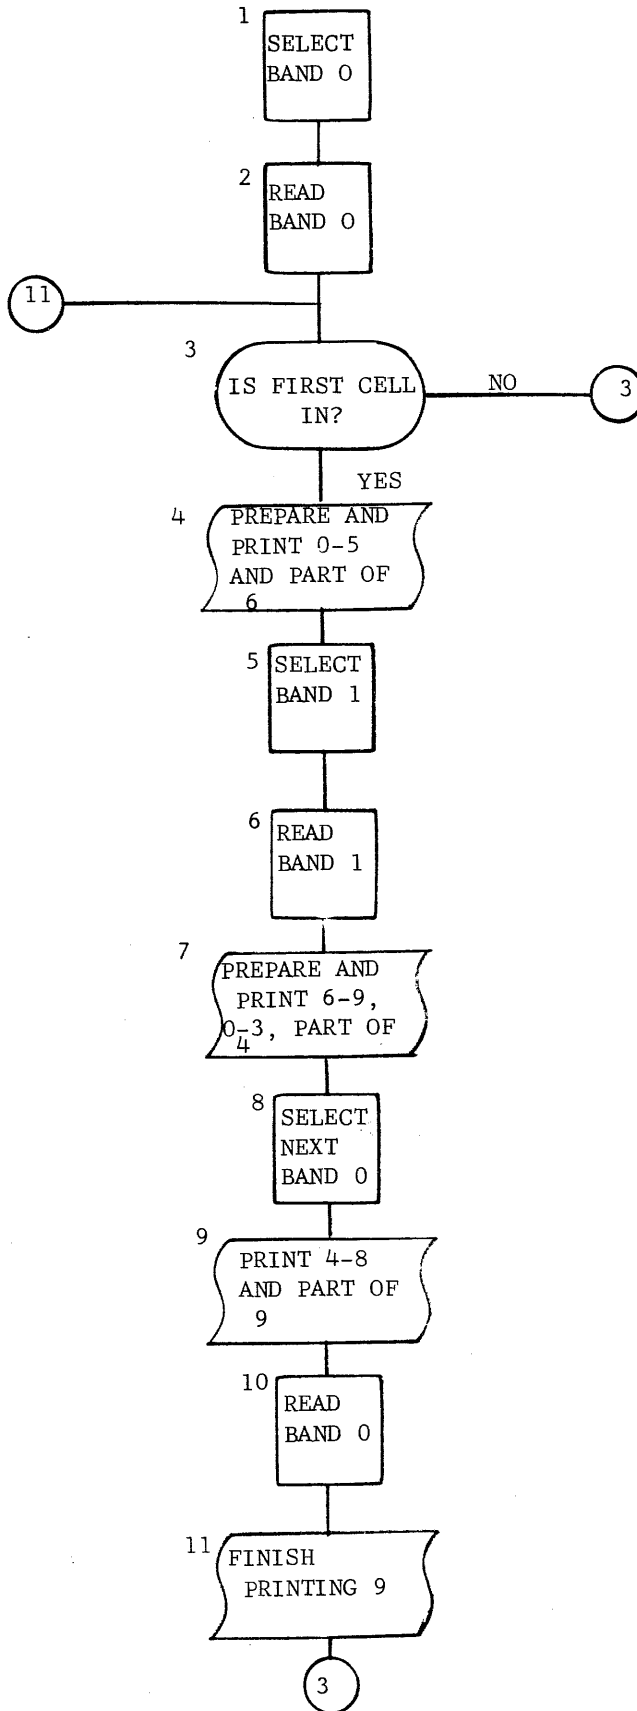 1
SELECT
BAND 0
2
READ
BAND 0
11
3
IS FIRST CELL
IN?
NO
3
YES
4
PREPARE AND
PRINT 0-5
AND PART OF
6
5
SELECT
BAND 1
6
READ
BAND 1
7
PREPARE AND
PRINT 6-9,
0-3, PART OF
4
8
SELECT
NEXT
BAND 0
9
PRINT 4-8
AND PART OF
9
10
READ
BAND 0
11
FINISH
PRINTING 9
3